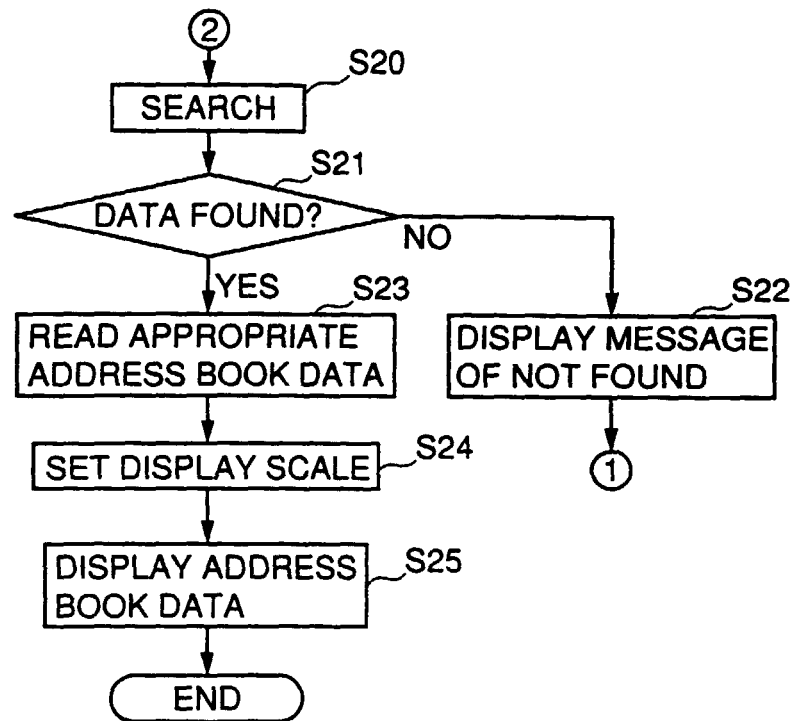 2
S20
SEARCH
S21
DATA FOUND?
NO
YES
S23
READ APPROPRIATE
ADDRESS BOOK DATA
S22
DISPLAY MESSAGE
OF NOT FOUND
S24
SET DISPLAY SCALE
1
S25
DISPLAY ADDRESS
BOOK DATA
END